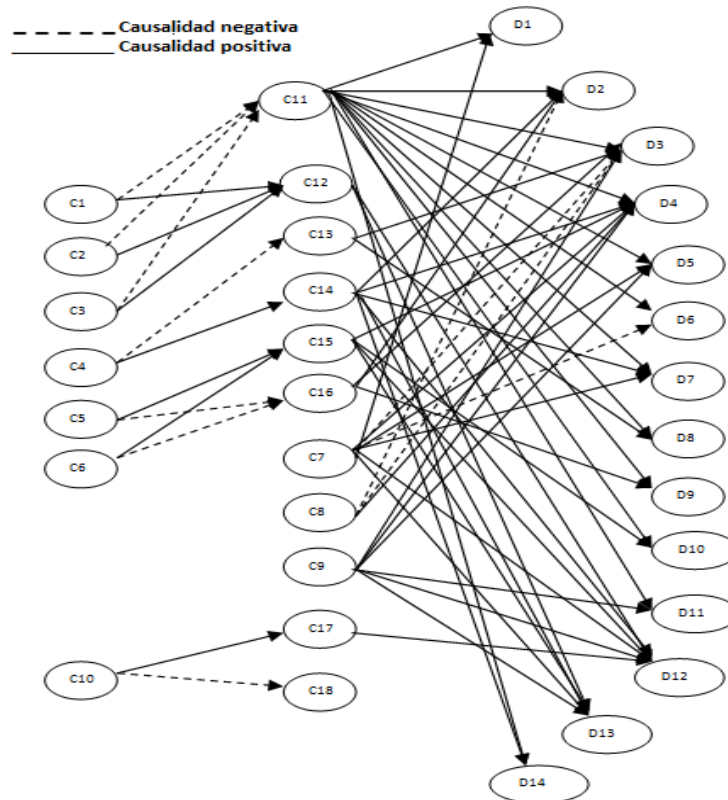 Causalidad negativa
Causalidad positiva
D1
D2
C11
D3
C12
C1
D4
C13
C2
D5
C14
C3
D6
C15
C4
D7
C16
C5
D8
C7
C6
D9
C8
D10
C9
D11
C17
D12
C10
C18
D13
D14